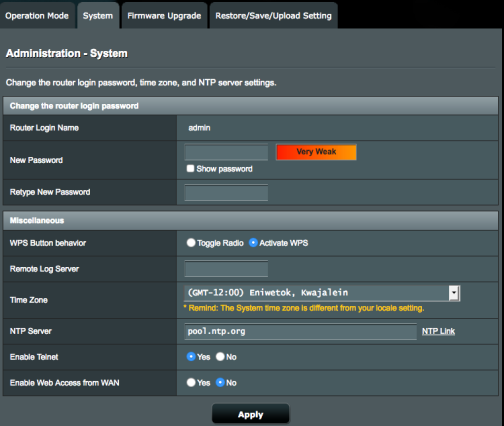 Operation Mode System Firmware Upgrade Restore/Save/Upload Setting
Administration - System
Change the router login password, time zone, and NTP server settings.
Change the router login password
Router Login Name admin
New Password Very Weak
Show password
Retype New Password
Miscellaneous
WPS Button behavior Toggle Radio Activate WPS
Remote Log Server
Time Zone (GMT-12:00) Eniwetok, Kwajalein
* Remind: The System time zone is different from your locale setting.
NTP Server pool.ntp.org NTP Link
Enable Telnet Yes No
Enable Web Access from WAN Yes No
Apply